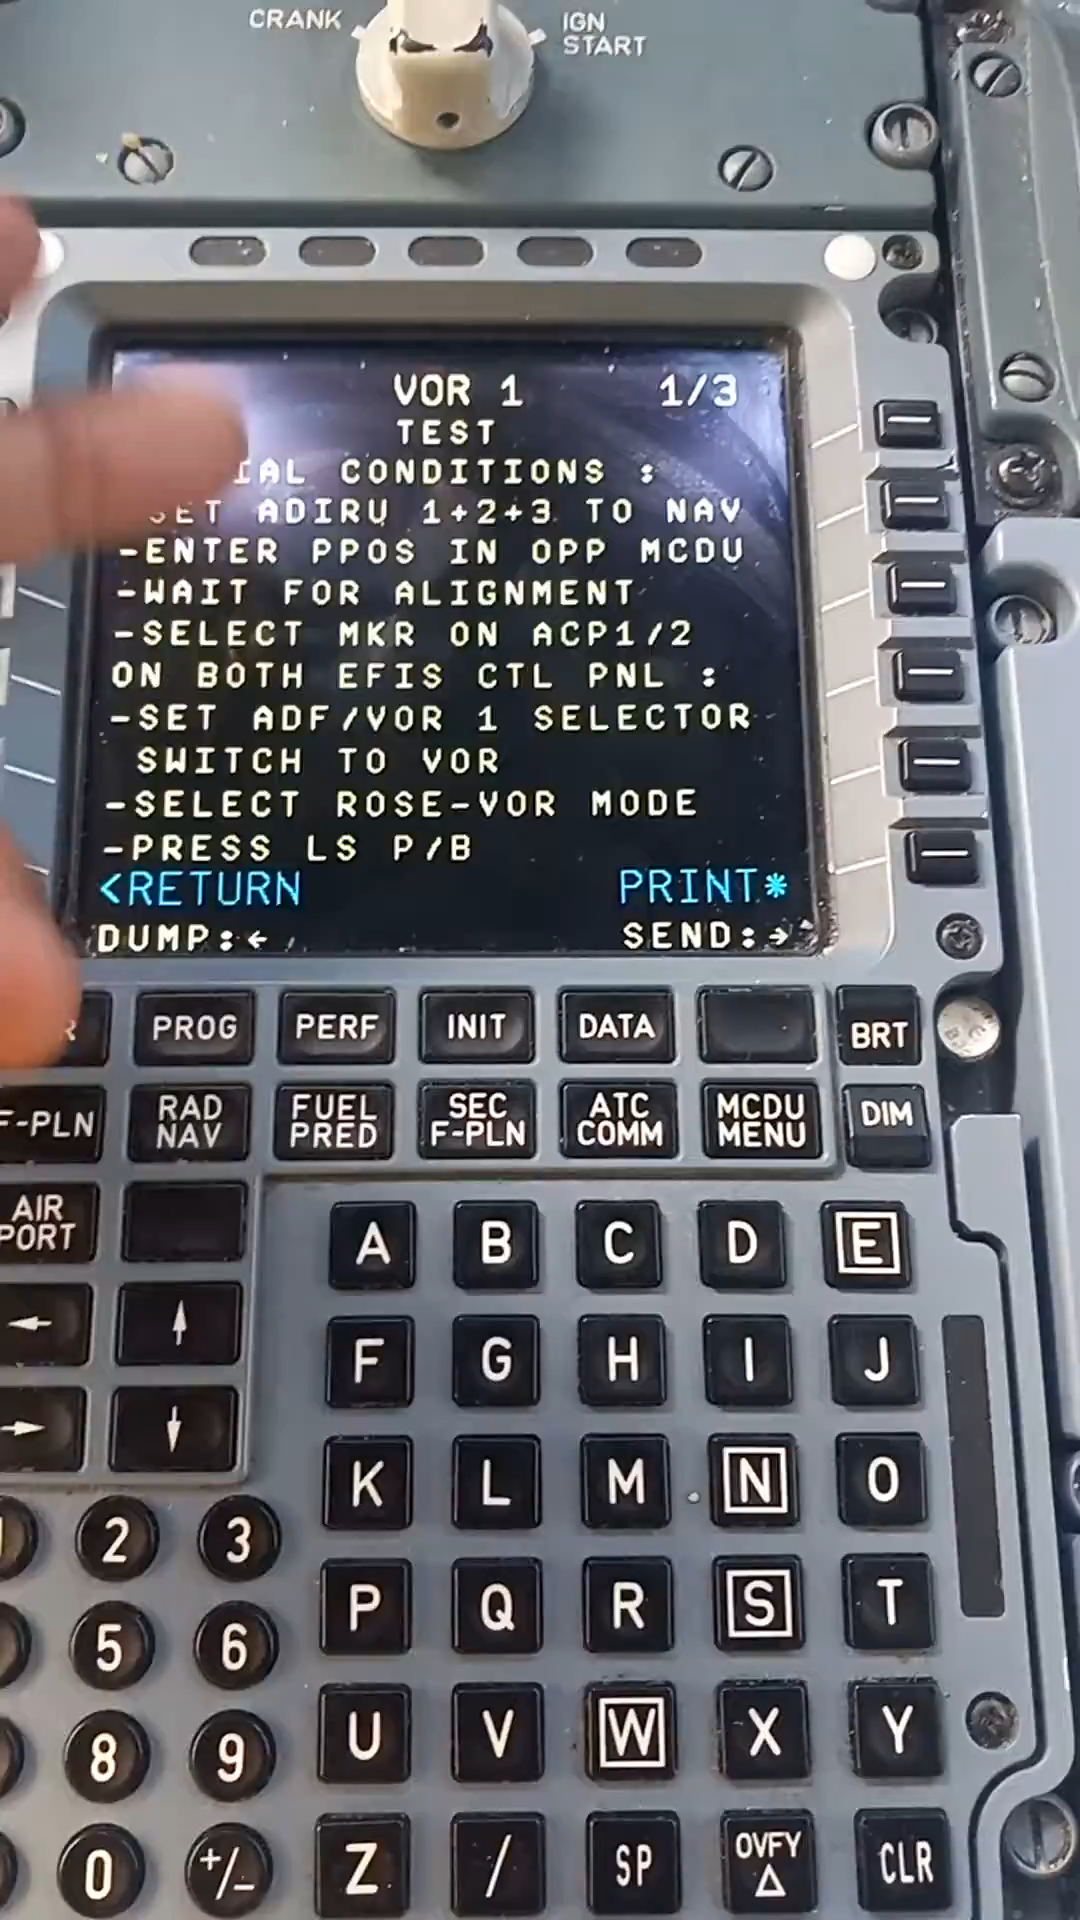 CRANK
IGN
START
VOR 1 1/3
TEST
CONDITIONS :
SET ADIRU 1+2+3 TO NAV
-ENTER PPOS IN OPP MCDU
-WAIT FOR ALIGNMENT
-SELECT MKR ON ACP1/2
ON BOTH EFIS CTL PNL :
-SET ADF/VOR 1 SELECTOR
SWITCH TO VOR
-SELECT ROSE-VOR MODE
-PRESS LS P/B
<RETURN PRINT*
DUMP:← SEND:→
PROG PERF INIT DATA BRT
F-PLN RAD NAV FUEL PRED SEC F-PLN ATC COMM MCDU MENU DIM
AIR PORT
A B C D E
← ↑
F G H I J
→ ↓
K L M N O
2 3
P Q R S T
5 6
U V W X Y
8 9
0 +/- Z / SP OVFY Δ CLR